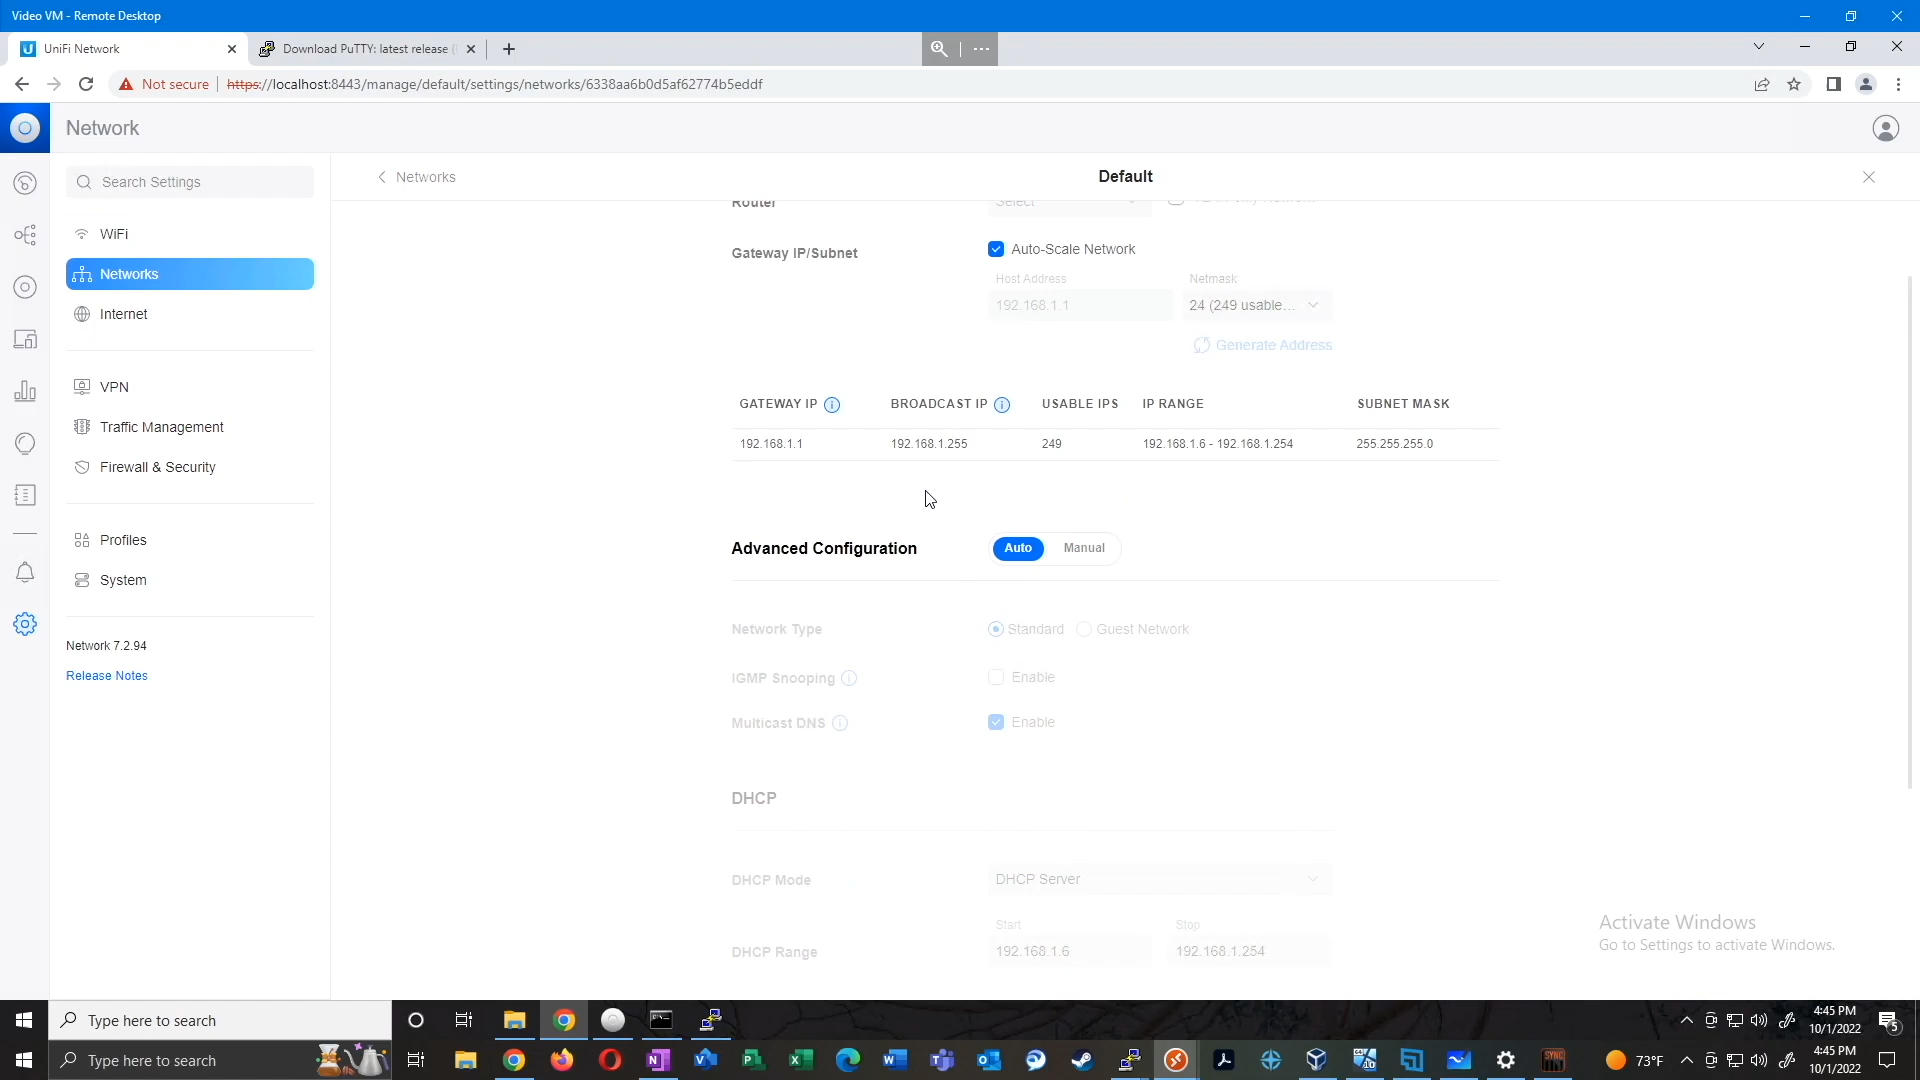 Video VM - Remote Desktop
UniFi Network
Download PuTTY: latest release (
Not secure
https://localhost:8443/manage/default/settings/networks/6338aa6b0d5af62774b5eddf
Network
Search Settings
Networks
Default
Router
Select
WiFi
Gateway IP/Subnet
Auto-Scale Network
Networks
Host Address
Netmask
192.168.1.1
24 (249 usable...
Internet
Generate Address
VPN
GATEWAY IP
BROADCAST IP
USABLE IPS
IP RANGE
SUBNET MASK
Traffic Management
192.168.1.1
192.168.1.255
249
192.168.1.6 - 192.168.1.254
255.255.255.0
Firewall & Security
Profiles
Advanced Configuration
Auto
Manual
System
Network Type
Standard
Guest Network
Network 7.2.94
Release Notes
IGMP Snooping
Enable
Multicast DNS
Enable
DHCP
DHCP Mode
DHCP Server
Start
Stop
DHCP Range
192.168.1.6
192.168.1.254
Activate Windows
Go to Settings to activate Windows.
Type here to search
4:45 PM
10/1/2022
5
Type here to search
73°F
4:45 PM
10/1/2022